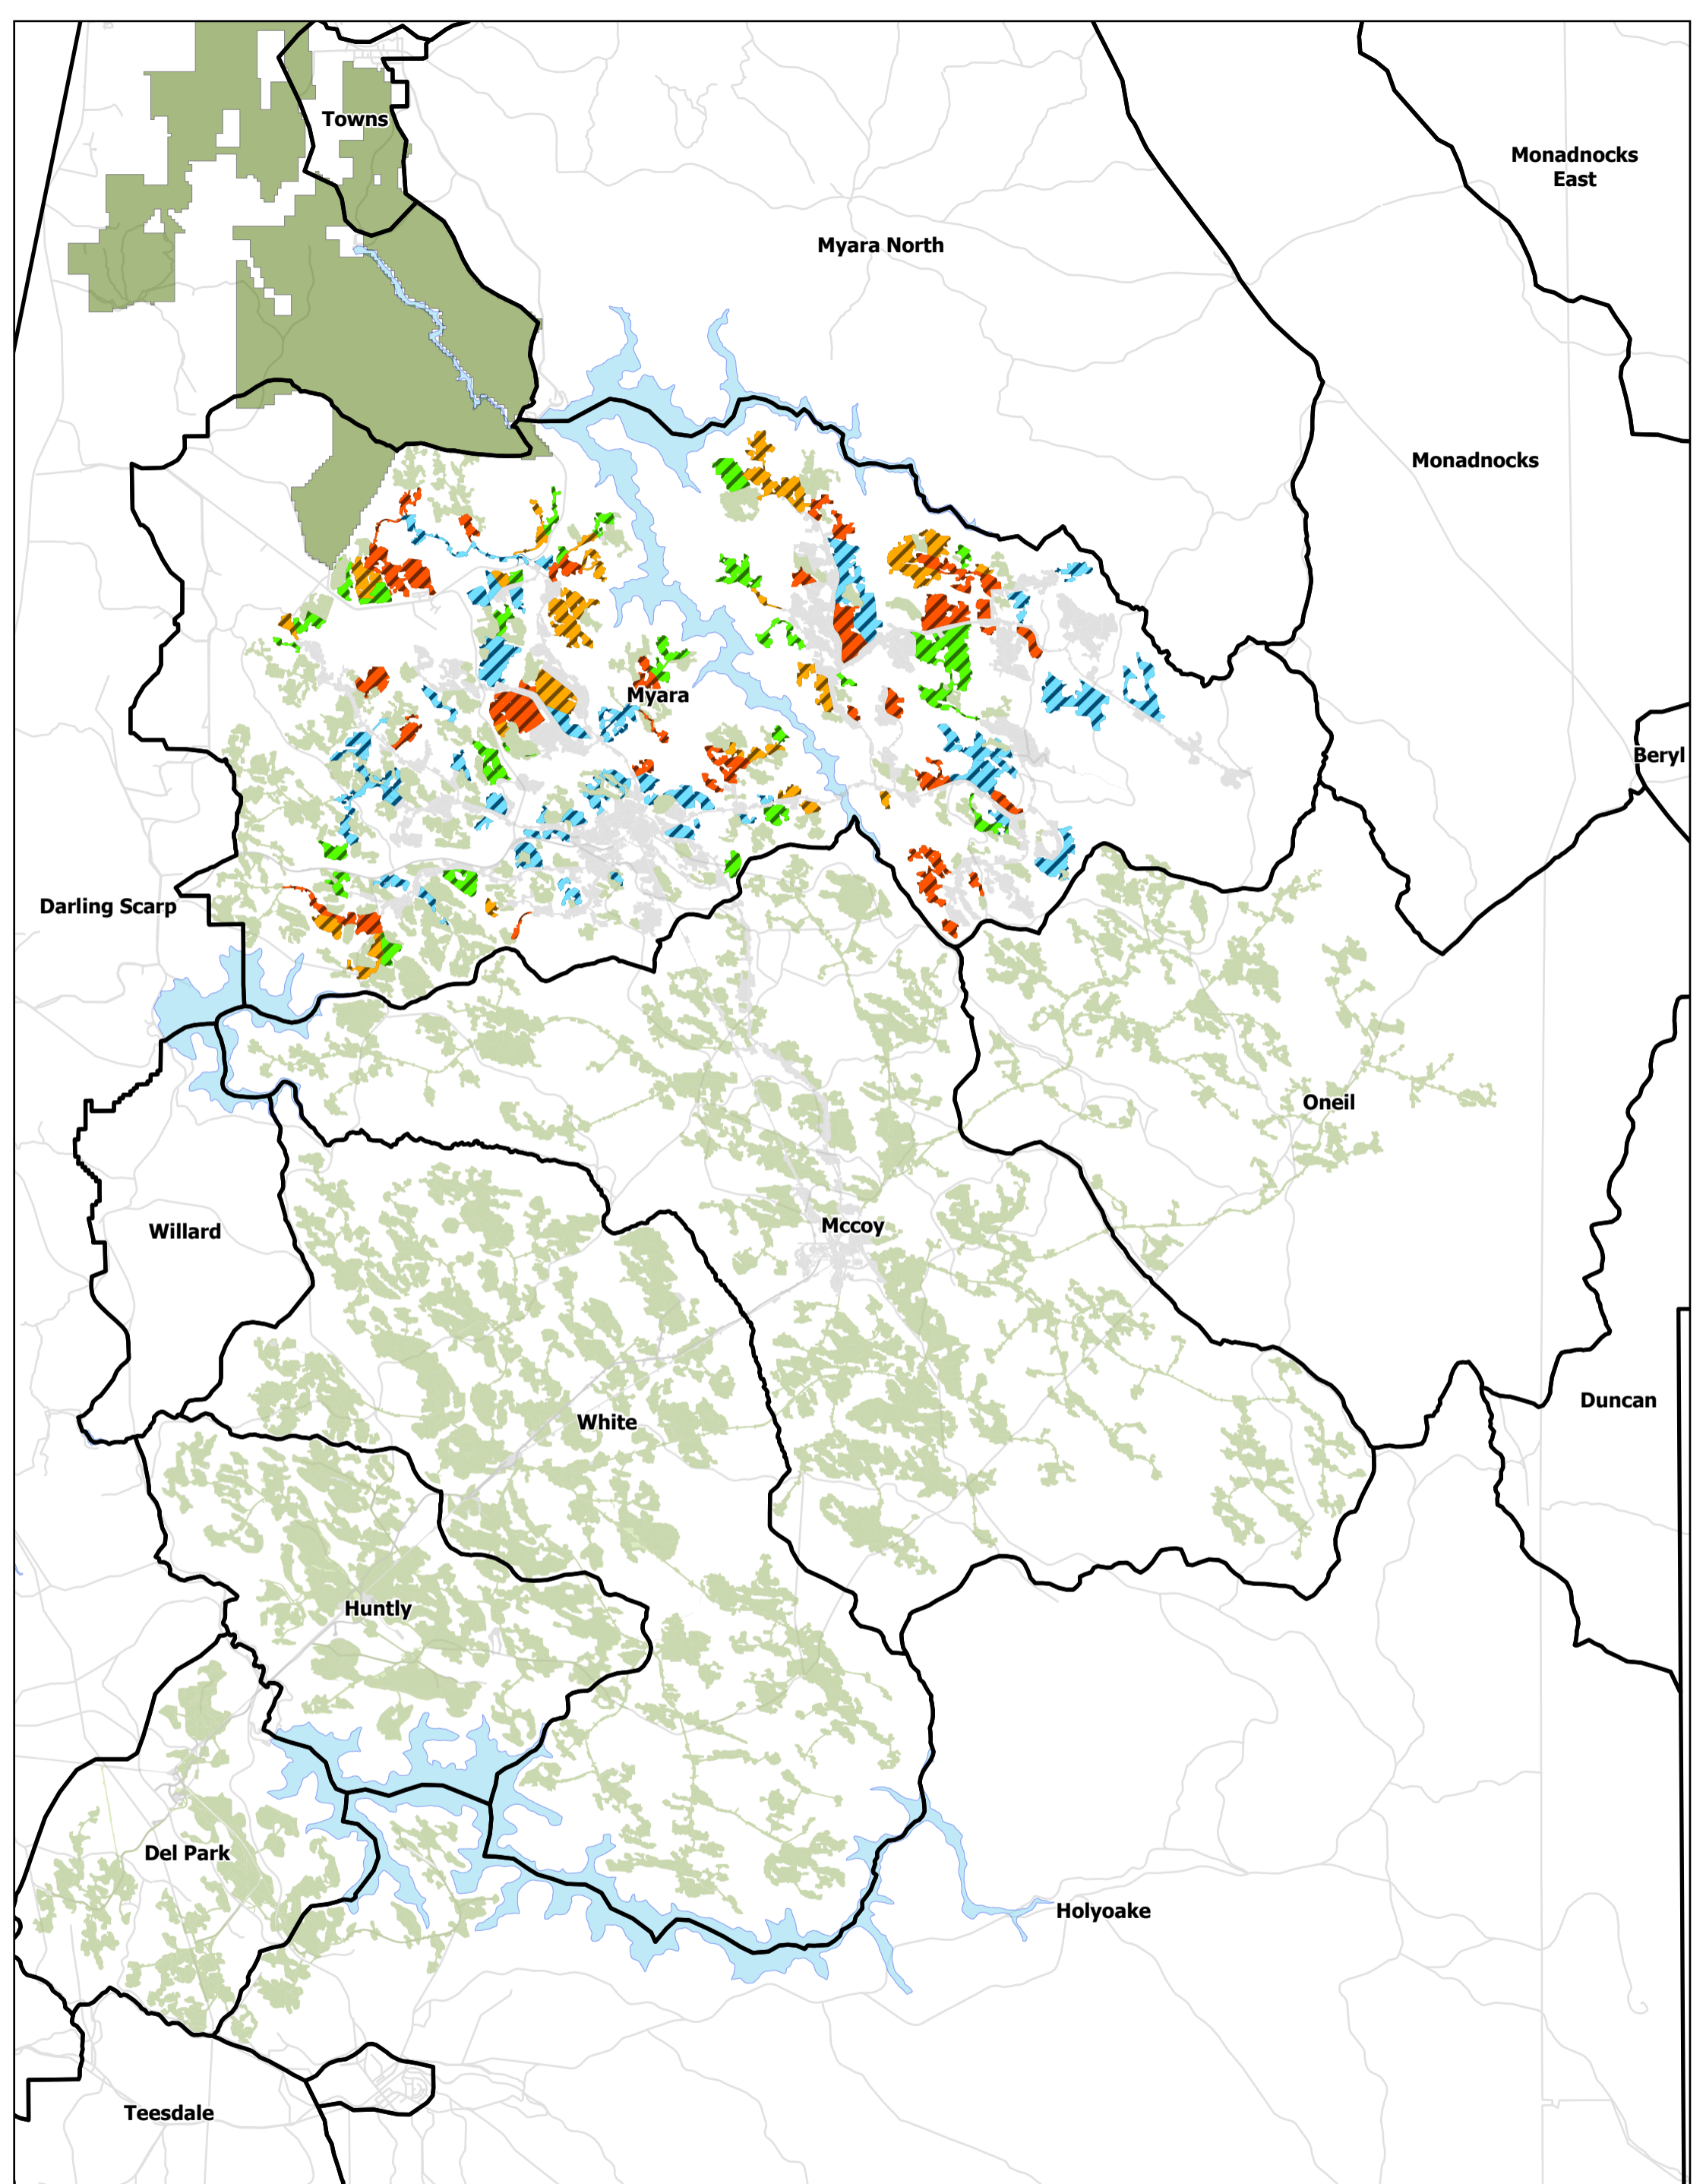 Towns
Monadnocks
East
Myara North
Monadnocks
Myara
Beryl
Darling Scarp
Oneil
Mccoy
Willard
Duncan
White
Huntly
Del Park
Holyoake
Teesdale